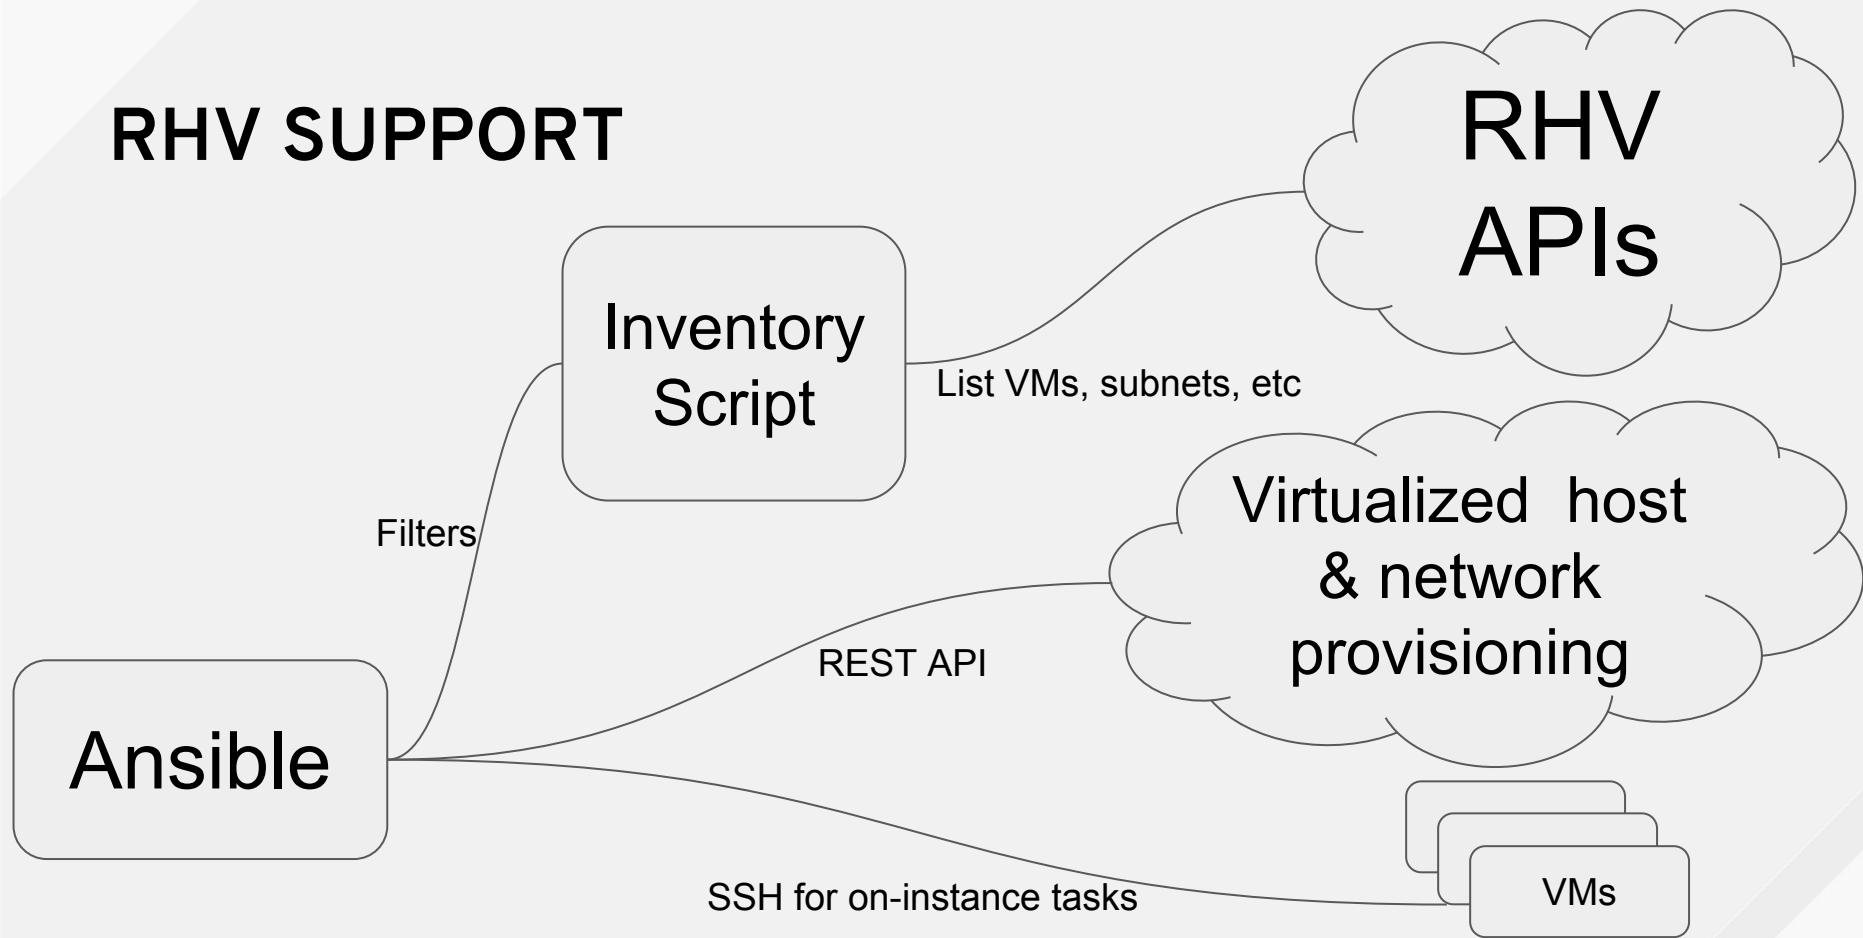 RHV SUPPORT
RHV
APIs
Inventory
Script
List VMs, subnets, etc
Filters
Virtualized  host
& network
provisioning
REST API
Ansible
SSH for on-instance tasks
VMs